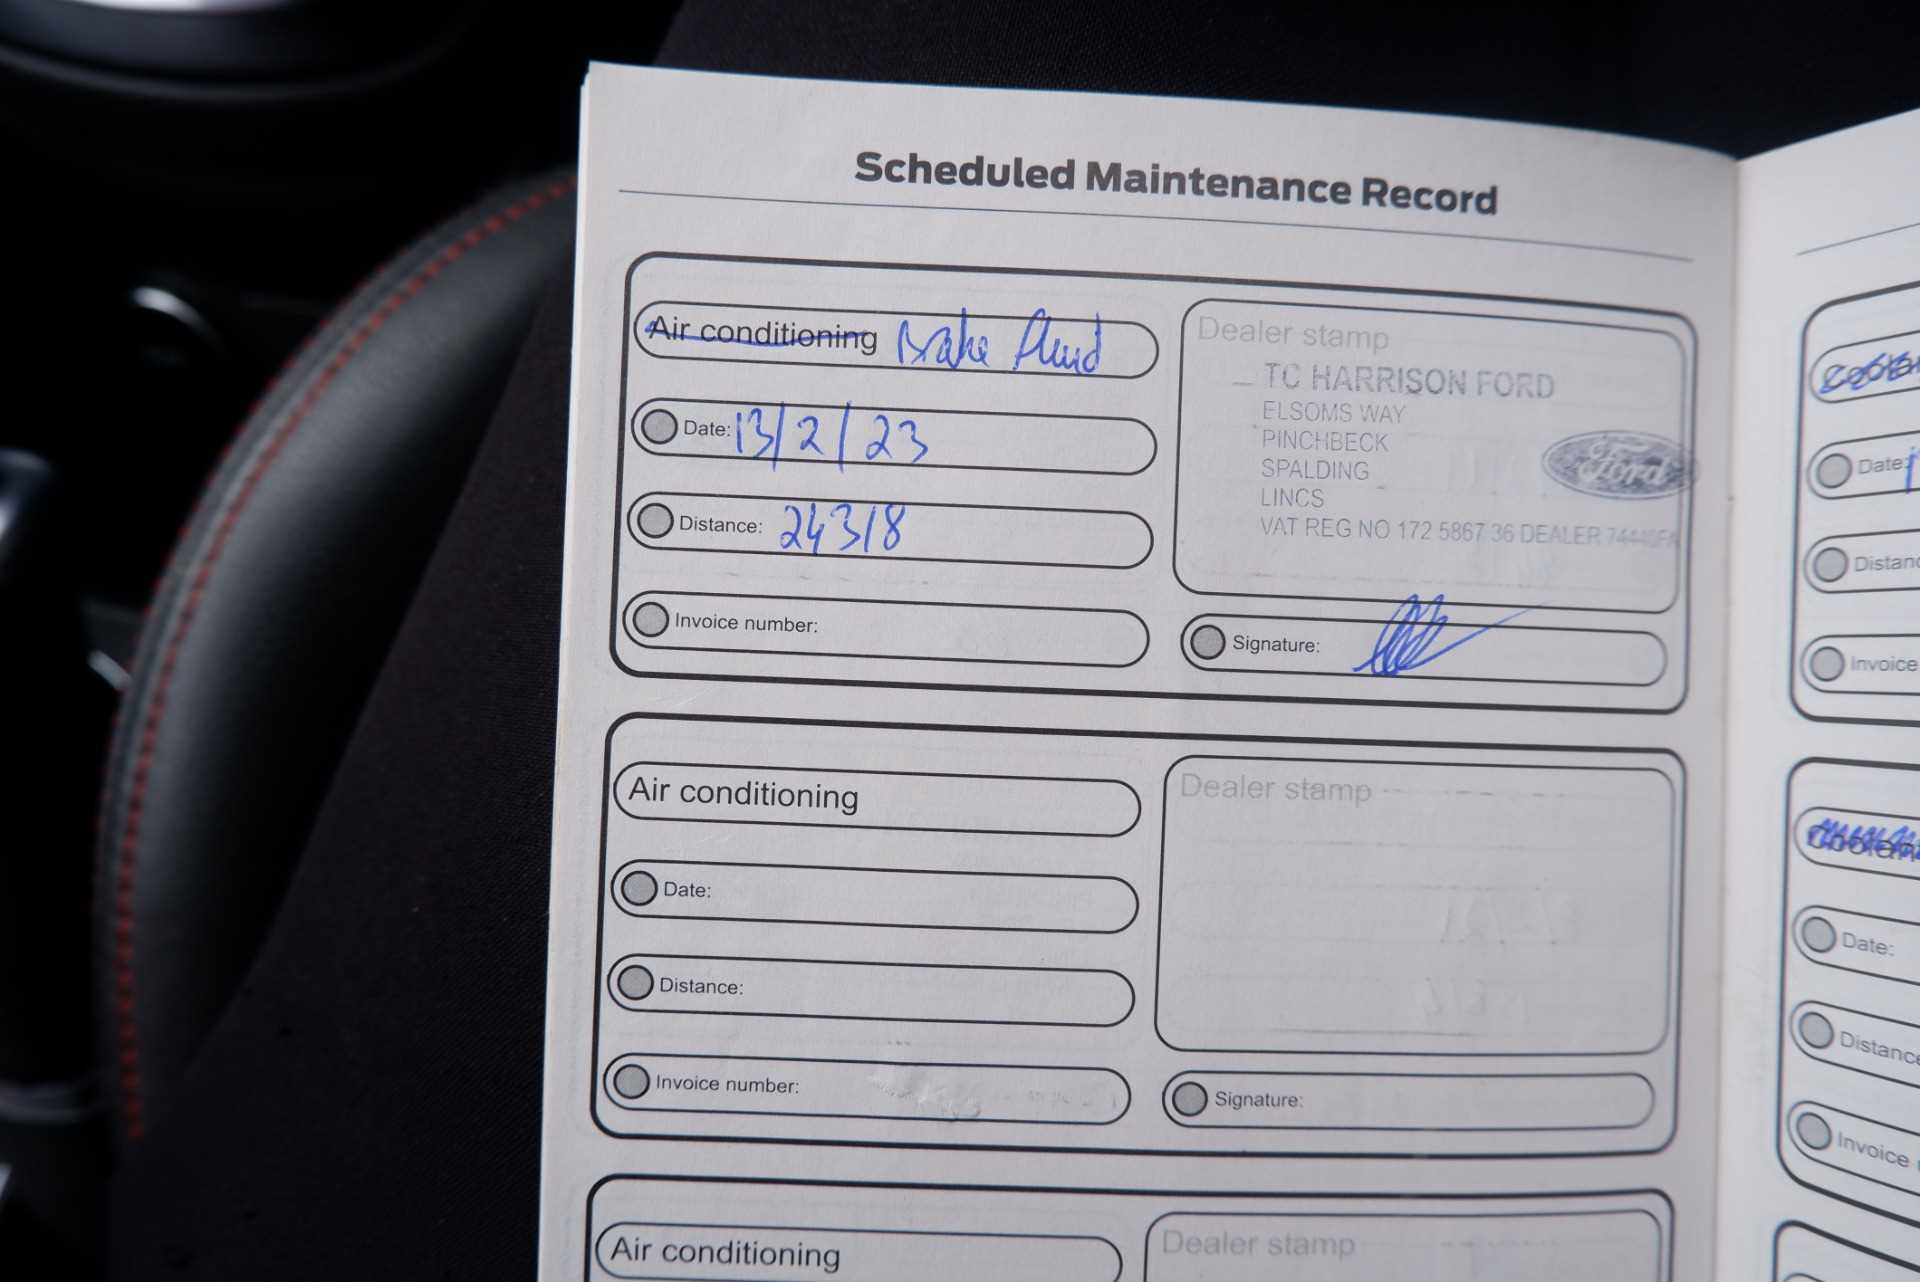 Scheduled Maintenance Record
Air conditioning Brake fluid
Date: 13/2/23
Distance: 24318
Invoice number:
Dealer stamp
TC HARRISON FORD
ELSOMS WAY
PINCHBECK
SPALDING
LINCS
VAT REG NO 172 5867 36 DEALER
Ford
Signature:
Air conditioning
Date:
Distance:
Invoice number:
Dealer stamp
Signature:
Air conditioning
Dealer stamp
Date:
Distance
Invoice
Date:
Distance
Invoice